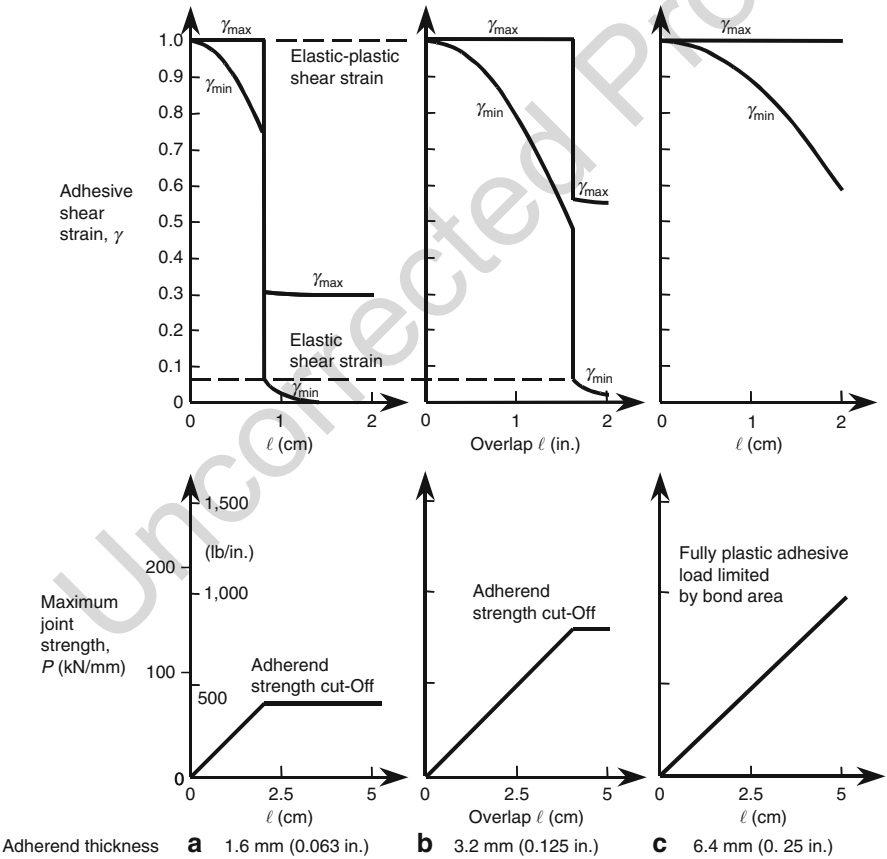 Uncorrected Pro
γmax
γmax
γmax
1.0
0.9
0.8
0.7
0.6
0.5
0.4
0.3
0.2
0.1
0
Elastic-plastic
shear strain
γmin
γmin
γmin
Adhesive
shear
strain, γ
γmax
γmax
Elastic
shear strain
γmin
γmin
0 1 2
0 1 2
0 1 2
ℓ (cm)
Overlap ℓ (in.)
ℓ (cm)
1,500
(lb/in.)
200
1,000
Maximum
joint
strength,
P (kN/mm)
100
500
0
Adherend
strength cut-Off
Adherend
strength cut-Off
Fully plastic adhesive
load limited
by bond area
0 2.5 5
0 2.5 5
0 2.5 5
ℓ (cm)
Overlap ℓ (cm)
ℓ (cm)
Adherend thickness a 1.6 mm (0.063 in.) b 3.2 mm (0.125 in.) c 6.4 mm (0. 25 in.)